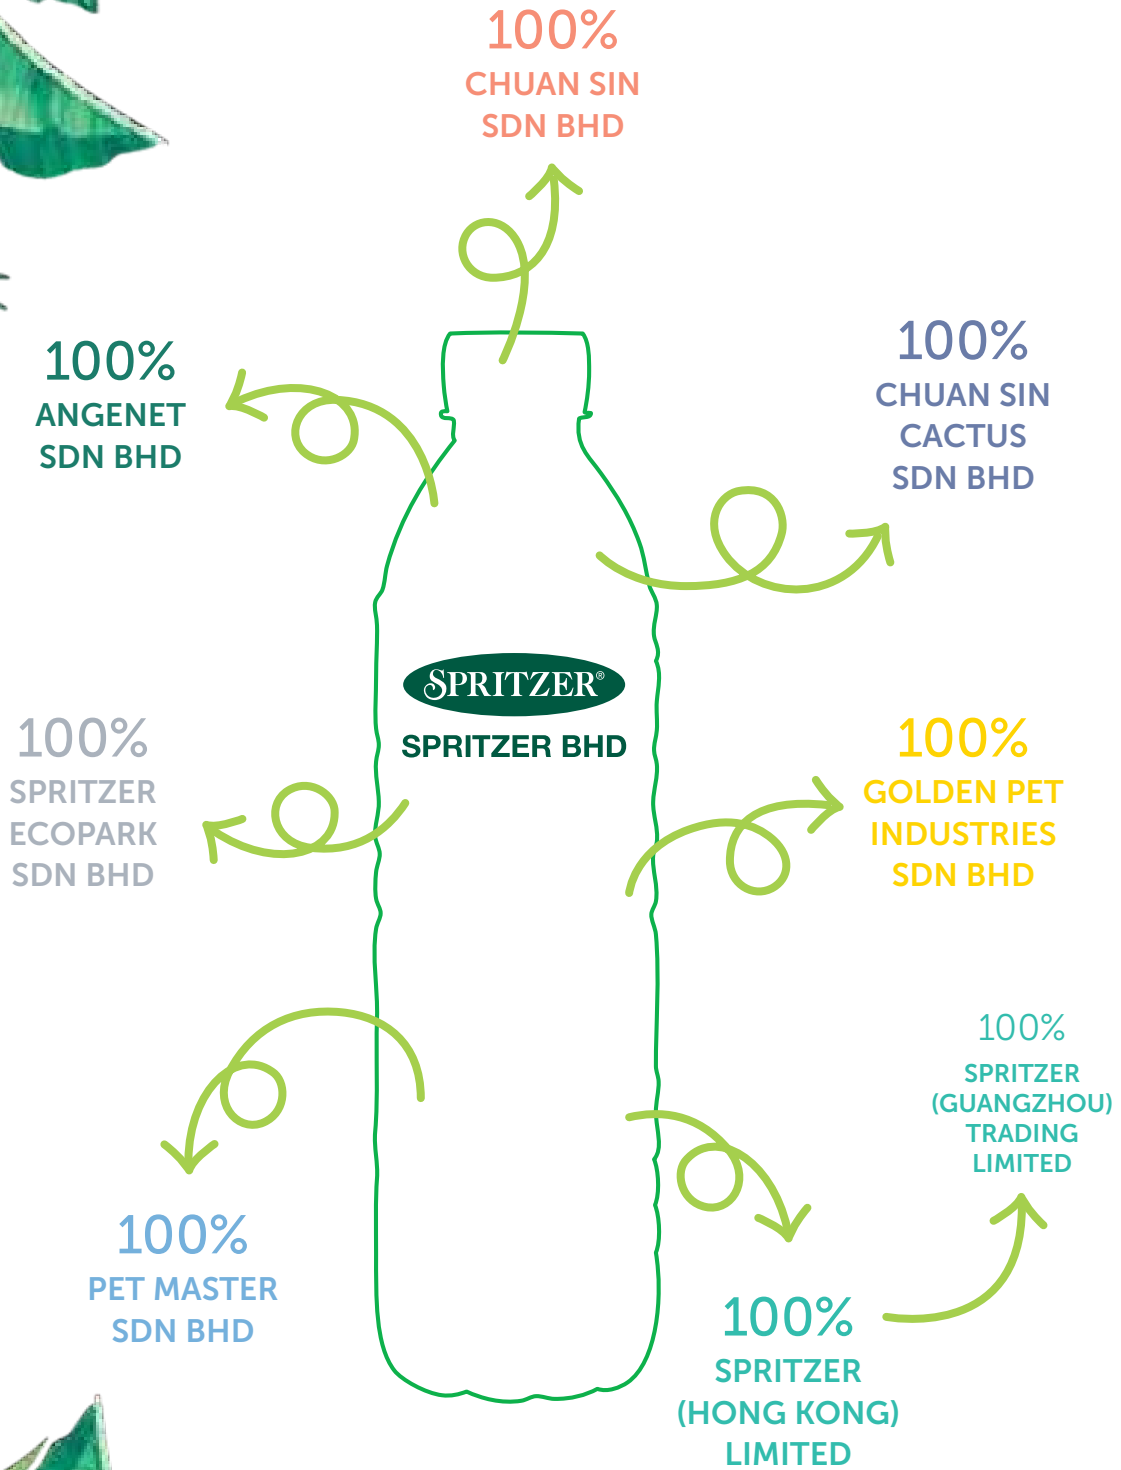 100%
CHUAN SIN
SDN BHD
100%
ANGENET
SDN BHD
100%
CHUAN SIN
CACTUS
SDN BHD
SPRITZER®
SPRITZER BHD
100%
SPRITZER
ECOPARK
SDN BHD
100%
GOLDEN PET
INDUSTRIES
SDN BHD
100%
SPRITZER
(GUANGZHOU)
TRADING
LIMITED
100%
PET MASTER
SDN BHD
100%
SPRITZER
(HONG KONG)
LIMITED